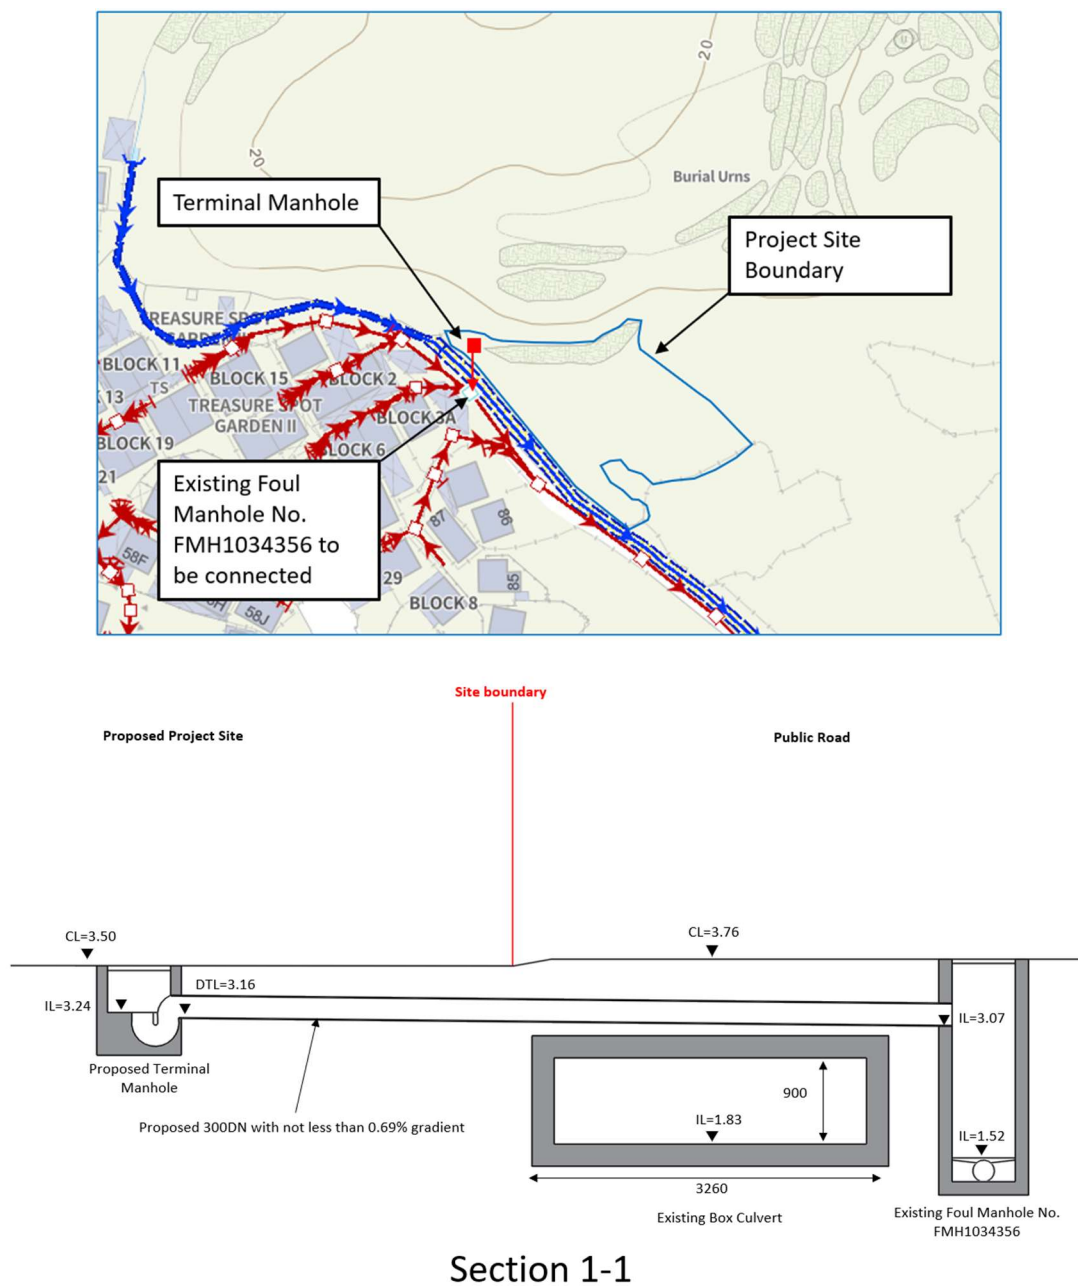 20
Burial Urns
20
Terminal Manhole
Project Site
Boundary
TREASURE SPOT
BLOCK 11
TS
BLOCK 15
BLOCK 2
13
TREASURE SPOT
GARDEN II
BLOCK 3A
BLOCK 19
BLOCK 6
21
Existing Foul
Manhole No.
FMH1034356 to
be connected
87
86
58F
29
85
BLOCK 8
58J
Site boundary
Proposed Project Site
Public Road
CL=3.50
CL=3.76
DTL=3.16
IL=3.24
IL=3.07
Proposed Terminal
Manhole
900
Proposed 300DN with not less than 0.69% gradient
IL=1.83
IL=1.52
3260
Existing Box Culvert
Existing Foul Manhole No.
FMH1034356
Section 1-1